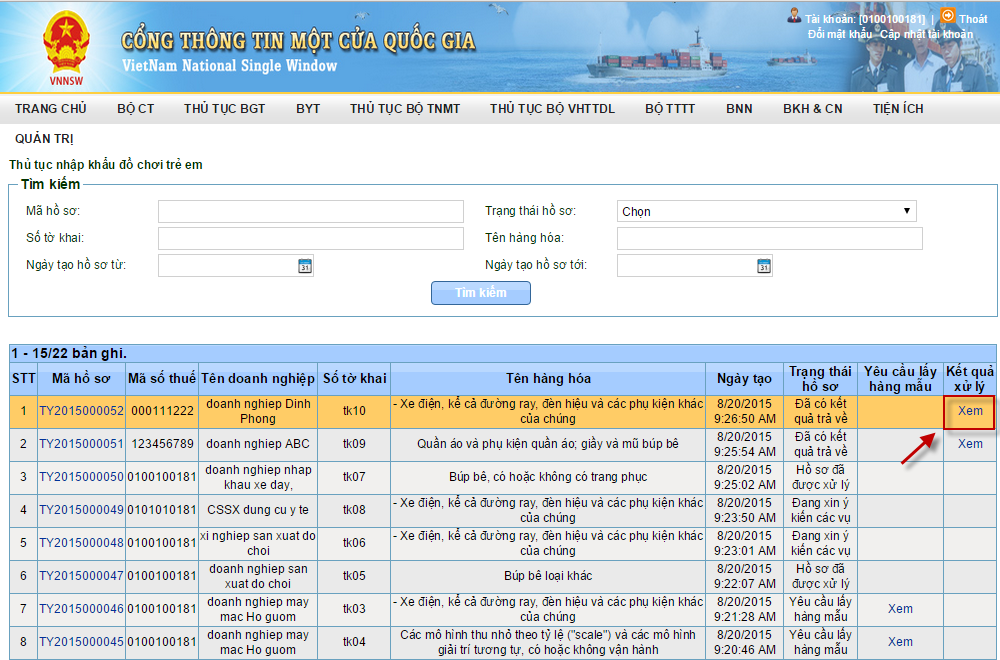 Tài khoản: [0100100181] | Thoát
Đổi mật khẩu Cập nhật tài khoản
CỔNG THÔNG TIN MỘT CỬA QUỐC GIA
VietNam National Single Window
VNNSW
TRANG CHỦ BỘ CT THỦ TỤC BGT BYT THỦ TỤC BỘ TNMT THỦ TỤC BỘ VHTTDL BỘ TTTT BNN BKH & CN TIỆN ÍCH
QUẢN TRỊ
Thủ tục nhập khẩu đồ chơi trẻ em
Tìm kiếm
Mã hồ sơ: Trạng thái hồ sơ: Chọn
Số tờ khai: Tên hàng hóa:
Ngày tạo hồ sơ từ: 31 Ngày tạo hồ sơ tới: 31
Tìm kiếm
1 - 15/22 bản ghi.
STT Mã hồ sơ Mã số thuế Tên doanh nghiệp Số tờ khai Tên hàng hóa Ngày tạo Trạng thái hồ sơ Yêu cầu lấy hàng mẫu Kết quả xử lý
1 TY2015000052 000111222 doanh nghiep Dinh Phong tk10 - Xe điện, kể cả đường ray, đèn hiệu và các phụ kiện khác của chúng 8/20/2015 9:26:50 AM Đã có kết quả trả về Xem
2 TY2015000051 123456789 doanh nghiep ABC tk09 Quần áo và phụ kiện quần áo; giầy và mũ búp bê 8/20/2015 9:25:54 AM Đã có kết quả trả về Xem
3 TY2015000050 0100100181 doanh nghiep nhap khau xe day, tk07 Búp bê, có hoặc không có trang phục 8/20/2015 9:25:02 AM Hồ sơ đã được xử lý
4 TY2015000049 0101010181 CSSX dung cu y te tk08 - Xe điện, kể cả đường ray, đèn hiệu và các phụ kiện khác của chúng 8/20/2015 9:23:50 AM Đang xin ý kiến các vụ
5 TY2015000048 0100100181 xi nghiep san xuat do choi tk06 - Xe điện, kể cả đường ray, đèn hiệu và các phụ kiện khác của chúng 8/20/2015 9:23:01 AM Đang xin ý kiến các vụ
6 TY2015000047 0100100181 doanh nghiep san xuat do choi tk05 Búp bê loại khác 8/20/2015 9:22:07 AM Hồ sơ đã được xử lý
7 TY2015000046 0100100181 doanh nghiep may mac Ho guom tk03 - Xe điện, kể cả đường ray, đèn hiệu và các phụ kiện khác của chúng 8/20/2015 9:21:28 AM Yêu cầu lấy hàng mẫu Xem
8 TY2015000045 0100100181 doanh nghiep may mac Ho guom tk04 Các mô hình thu nhỏ theo tỷ lệ ("scale") và các mô hình giải trí tương tự, có hoặc không vận hành 8/20/2015 9:20:46 AM Yêu cầu lấy hàng mẫu Xem